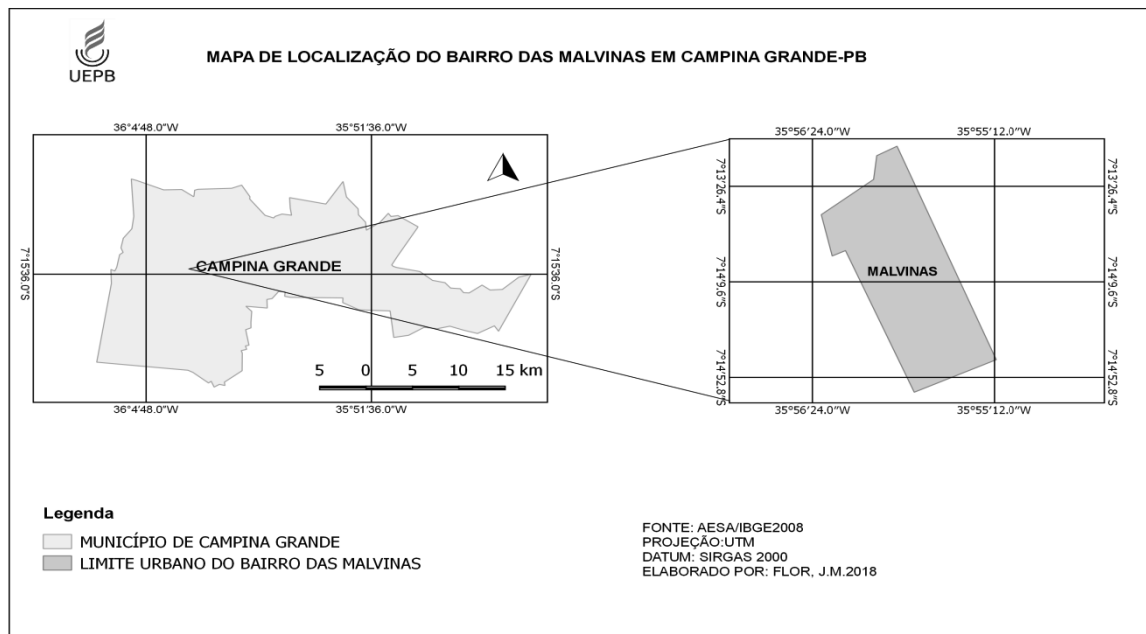 UEPB
MAPA DE LOCALIZAÇÃO DO BAIRRO DAS MALVINAS EM CAMPINA GRANDE-PB
36°4'48.0"W
35°51'36.0"W
7°15'36.0"S
7°15'36.0"S
CAMPINA GRANDE
5 0 5 10 15 km
36°4'48.0"W
35°51'36.0"W
35°56'24.0"W
35°55'12.0"W
7°13'26.4"S
7°13'26.4"S
MALVINAS
7°14'9.6"S
7°14'9.6"S
7°14'52.8"S
7°14'52.8"S
35°56'24.0"W
35°55'12.0"W
Legenda
MUNICÍPIO DE CAMPINA GRANDE
LIMITE URBANO DO BAIRRO DAS MALVINAS
FONTE: AESA/IBGE2008
PROJEÇÃO:UTM
DATUM: SIRGAS 2000
ELABORADO POR: FLOR, J.M.2018